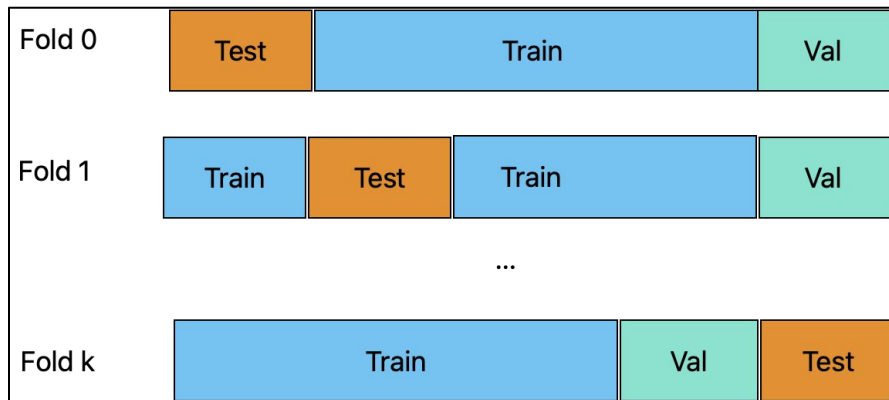 Fold 0 Test Train Val
Fold 1 Train Test Train Val
...
Fold k Train Val Test